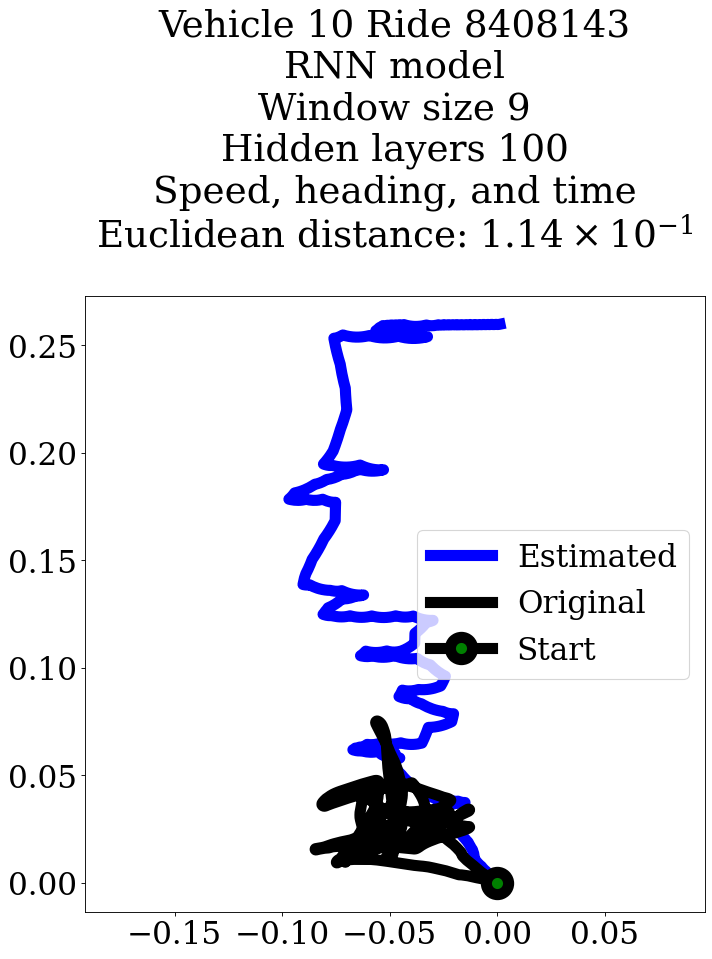 Vehicle 10 Ride 8408143
RNN model
Window size 9
Hidden layers 100
Speed, heading, and time
Euclidean distance: 1.14 × 10⁻¹
0.25
0.20
0.15
0.10
0.05
0.00
Estimated
Original
Start
−0.15 −0.10 −0.05 0.00 0.05